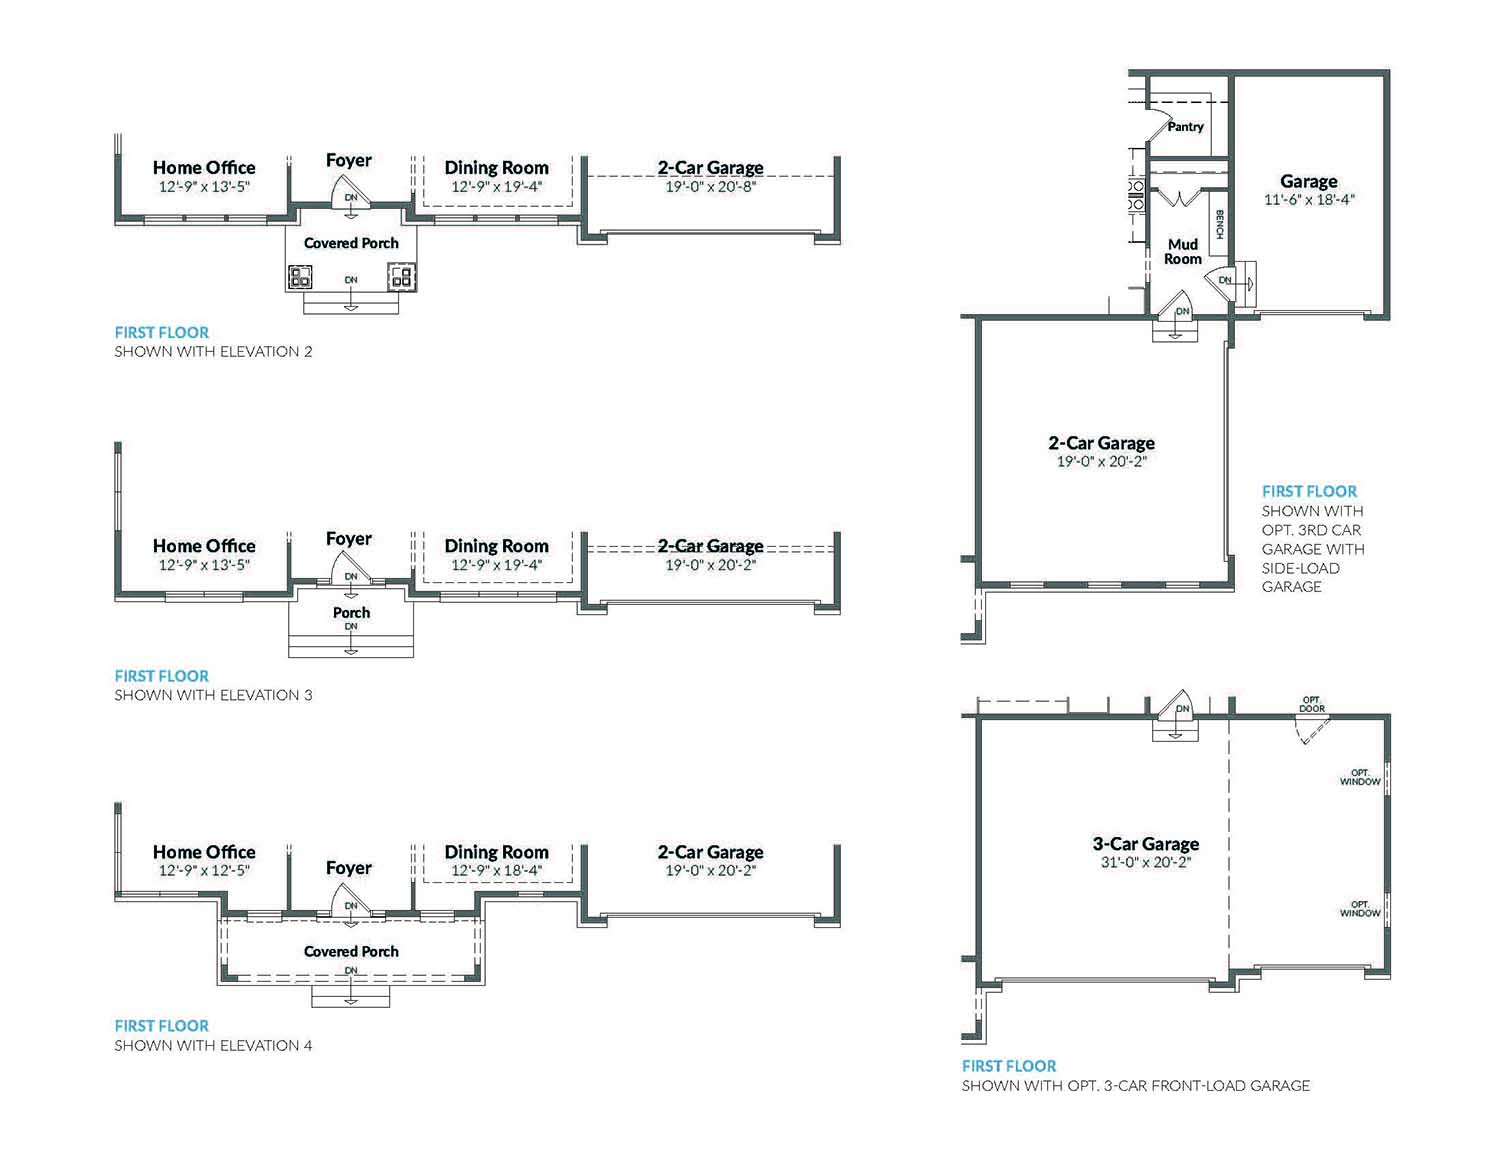 Home Office
12'-9" x 13'-5"
Foyer
DN
Dining Room
12'-9" x 19'-4"
2-Car Garage
19'-0" x 20'-8"
Covered Porch
DN
FIRST FLOOR
SHOWN WITH ELEVATION 2
Home Office
12'-9" x 13'-5"
Foyer
DN
Dining Room
12'-9" x 19'-4"
2-Car Garage
19'-0" x 20'-2"
Porch
DN
FIRST FLOOR
SHOWN WITH ELEVATION 3
Home Office
12'-9" x 12'-5"
Foyer
DN
Dining Room
12'-9" x 18'-4"
2-Car Garage
19'-0" x 20'-2"
Covered Porch
DN
FIRST FLOOR
SHOWN WITH ELEVATION 4
Pantry
Garage
11'-6" x 18'-4"
BENCH
Mud
Room
DN
DN
2-Car Garage
19'-0" x 20'-2"
FIRST FLOOR
SHOWN WITH
OPT. 3RD CAR
GARAGE WITH
SIDE-LOAD
GARAGE
DN
OPT.
DOOR
OPT.
WINDOW
3-Car Garage
31'-0" x 20'-2"
OPT.
WINDOW
FIRST FLOOR
SHOWN WITH OPT. 3-CAR FRONT-LOAD GARAGE